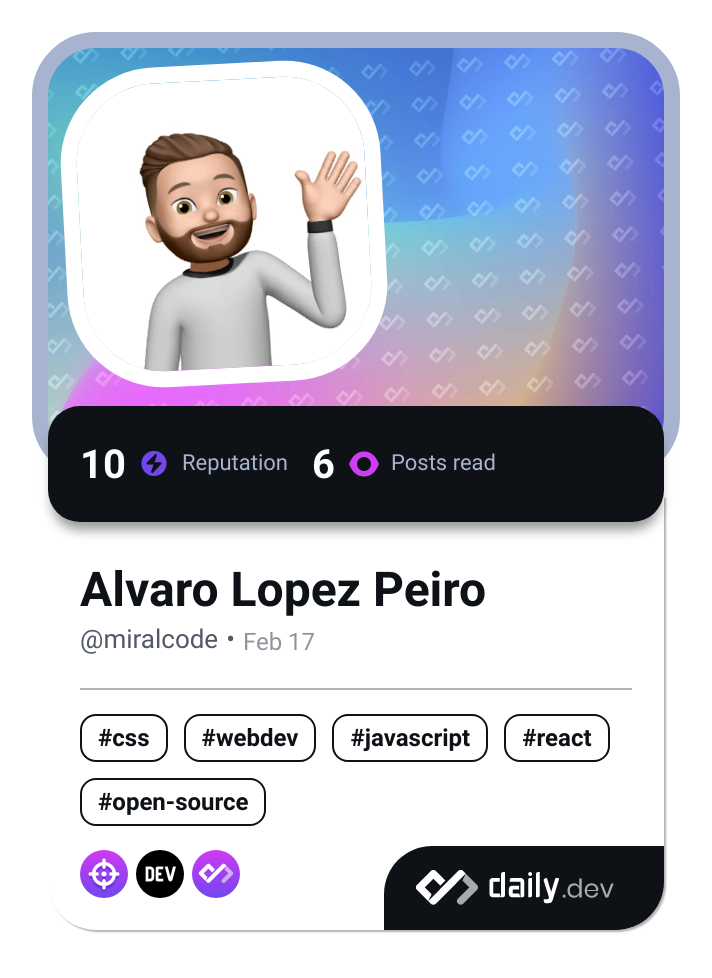 10 Reputation 6 Posts read
Alvaro Lopez Peiro
@miralcode • Feb 17
#css #webdev #javascript #react
#open-source
DEV
daily.dev